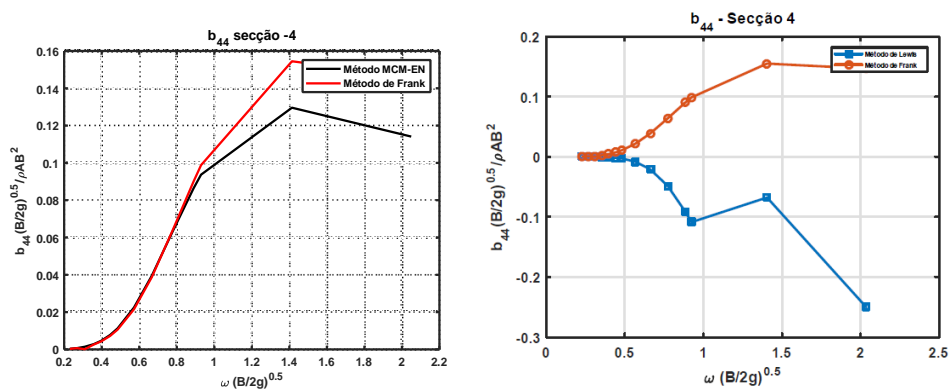 b44 secção -4
0.16
0.14
0.12
0.1
0.08
0.06
0.04
0.02
0
b44(B/2g)^0.5/ρAB^2
Método MCM-EN
Método de Frank
0.2 0.4 0.6 0.8 1 1.2 1.4 1.6 1.8 2 2.2
ω (B/2g)^0.5
b44 - Secção 4
0.2
0.1
0
-0.1
-0.2
-0.3
b44(B/2g)^0.5/ρAB^2
Método de Lewis
Método de Frank
0 0.5 1 1.5 2 2.5
ω (B/2g)^0.5